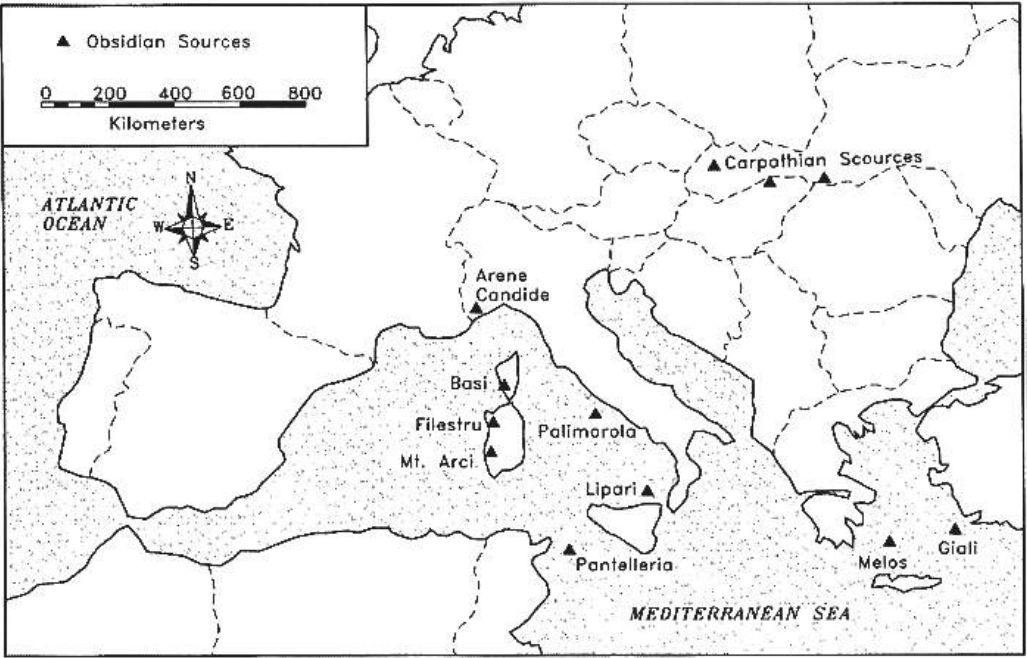 Obsidian Sources
0 200 400 600 800
Kilometers
ATLANTIC
OCEAN
N
W E
S
Carpathian Scources
Arene
Candide
Basi
Filestru
Mt. Arci
Palimorola
Lipari
Pantelleria
Melos
Giali
MEDITERRANEAN SEA